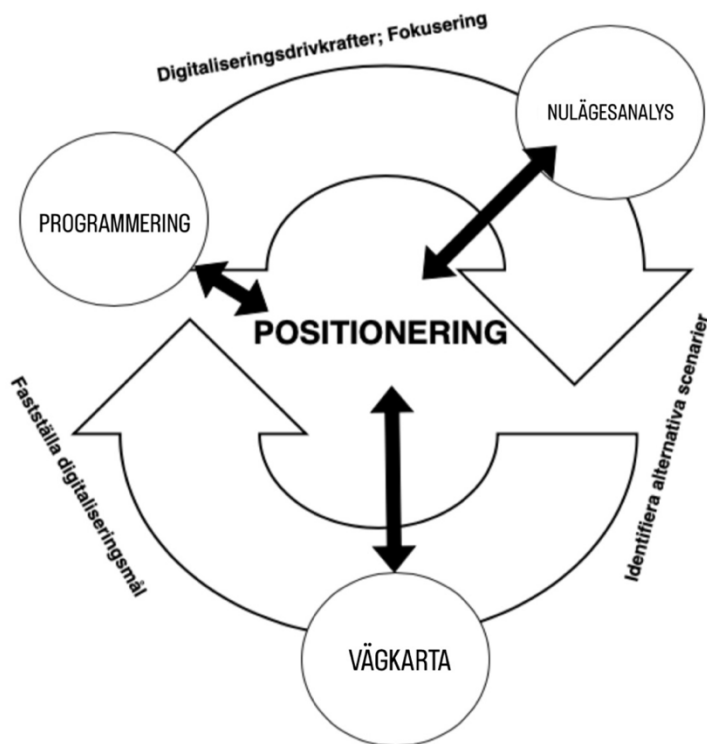 Digitaliseringsdrivkrafter; Fokusering
NULÄGESANALYS
PROGRAMMERING
POSITIONERING
Identifiera alternativa scenarier
Fastställa digitaliseringsmål
VÄGKARTA